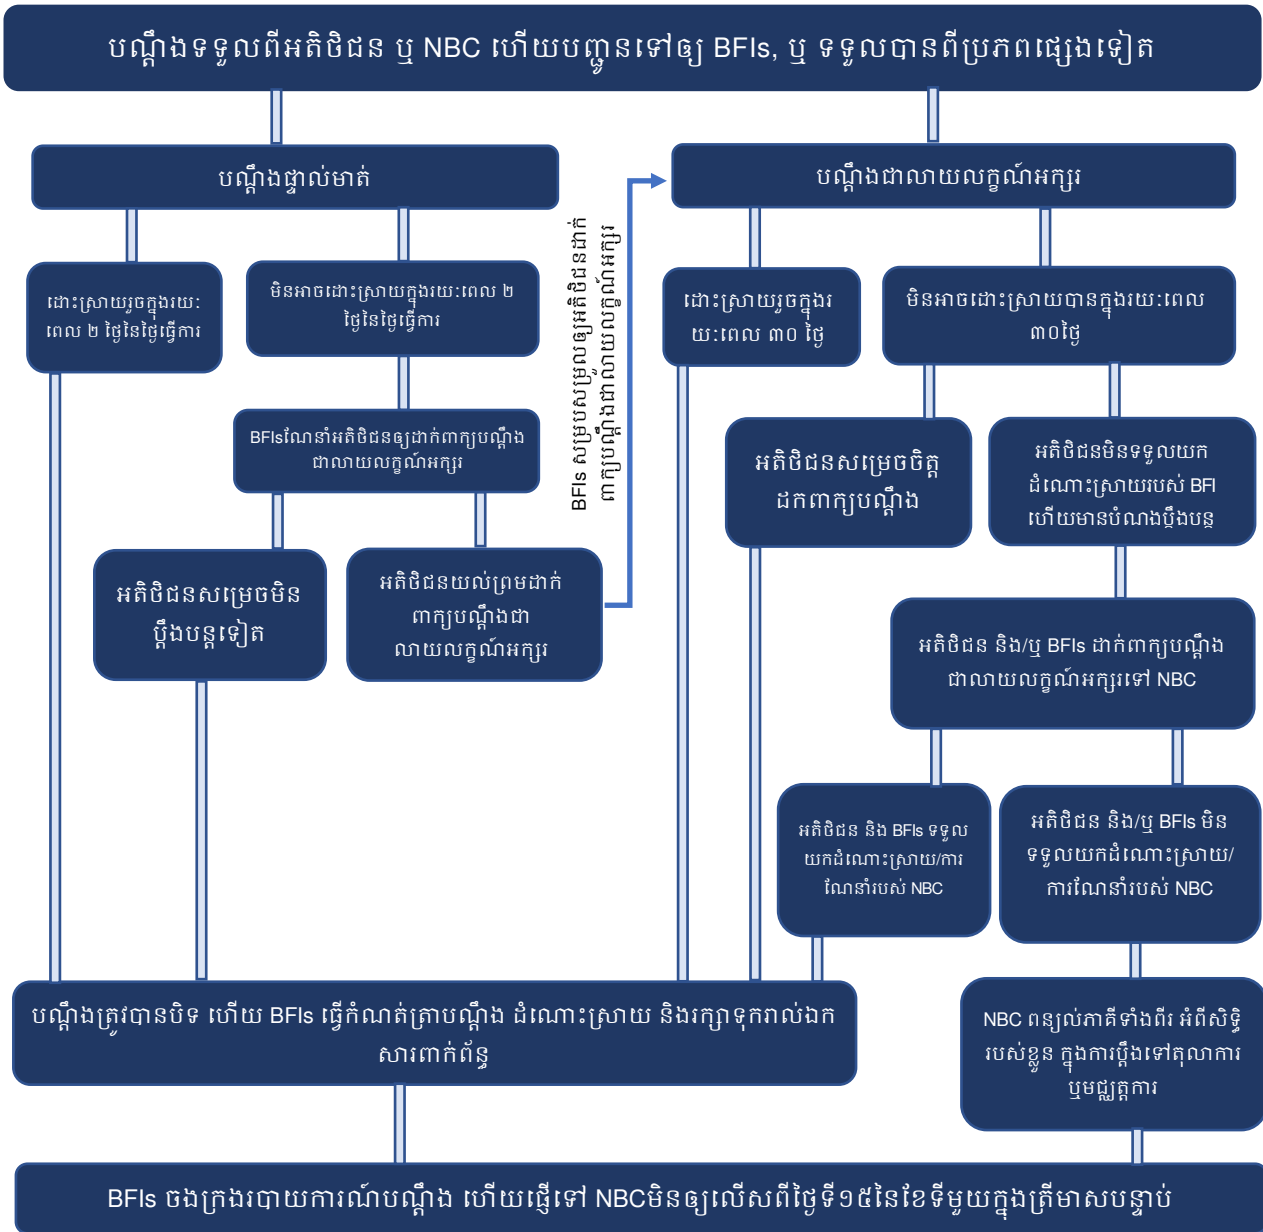 បណ្តឹងទទួលពីអតិថិជន ឬ NBC ហើយបញ្ជូនទៅឲ្យ BFIs, ឬ ទទួលបានពីប្រភពផ្សេងទៀត
បណ្តឹងផ្ទាល់មាត់
បណ្តឹងជាលាយលក្ខណ៍អក្សរ
ដោះស្រាយរួចក្នុងរយៈ
ពេល ២ ថ្ងៃនៃថ្ងៃធ្វើការ
មិនអាចដោះស្រាយក្នុងរយៈពេល ២
ថ្ងៃនៃថ្ងៃធ្វើការ
BFIs សម្របសម្រួលឲ្យអតិថិជនដាក់
ពាក្យបណ្តឹងជាលាយលក្ខណ៍អក្សរ
ដោះស្រាយរួចក្នុងរ
យៈពេល ៣០ ថ្ងៃ
មិនអាចដោះស្រាយបានក្នុងរយៈពេល
៣០ថ្ងៃ
BFIsណែនាំអតិថិជនឲ្យដាក់ពាក្យបណ្តឹង
ជាលាយលក្ខណ៍អក្សរ
អតិថិជនសម្រេចចិត្ត
ដកពាក្យបណ្តឹង
អតិថិជនមិនទទួលយក
ដំណោះស្រាយរបស់ BFI
ហើយមានបំណងប្តឹងបន្ត
អតិថិជនសម្រេចមិន
ប្តឹងបន្តទៀត
អតិថិជនយល់ព្រមដាក់
ពាក្យបណ្តឹងជា
លាយលក្ខណ៍អក្សរ
អតិថិជន និង/ឬ BFIs ដាក់ពាក្យបណ្តឹង
ជាលាយលក្ខណ៍អក្សរទៅ NBC
អតិថិជន និង BFIs ទទួល
យកដំណោះស្រាយ/ការ
ណែនាំរបស់ NBC
អតិថិជន និង/ឬ BFIs មិន
ទទួលយកដំណោះស្រាយ/
ការណែនាំរបស់ NBC
បណ្តឹងត្រូវបានបិទ ហើយ BFIs ធ្វើកំណត់ត្រាបណ្តឹង ដំណោះស្រាយ និងរក្សាទុករាល់ឯក
សារពាក់ព័ន្ធ
NBC ពន្យល់ភាគីទាំងពីរ អំពីសិទ្ធិ
របស់ខ្លួន ក្នុងការប្តឹងទៅតុលាការ
ឬមជ្ឈត្តការ
BFIs ចងក្រងរបាយការណ៍បណ្តឹង ហើយផ្ញើទៅ NBCមិនឲ្យលើសពីថ្ងៃទី១៥នៃខែទីមួយក្នុងត្រីមាសបន្ទាប់